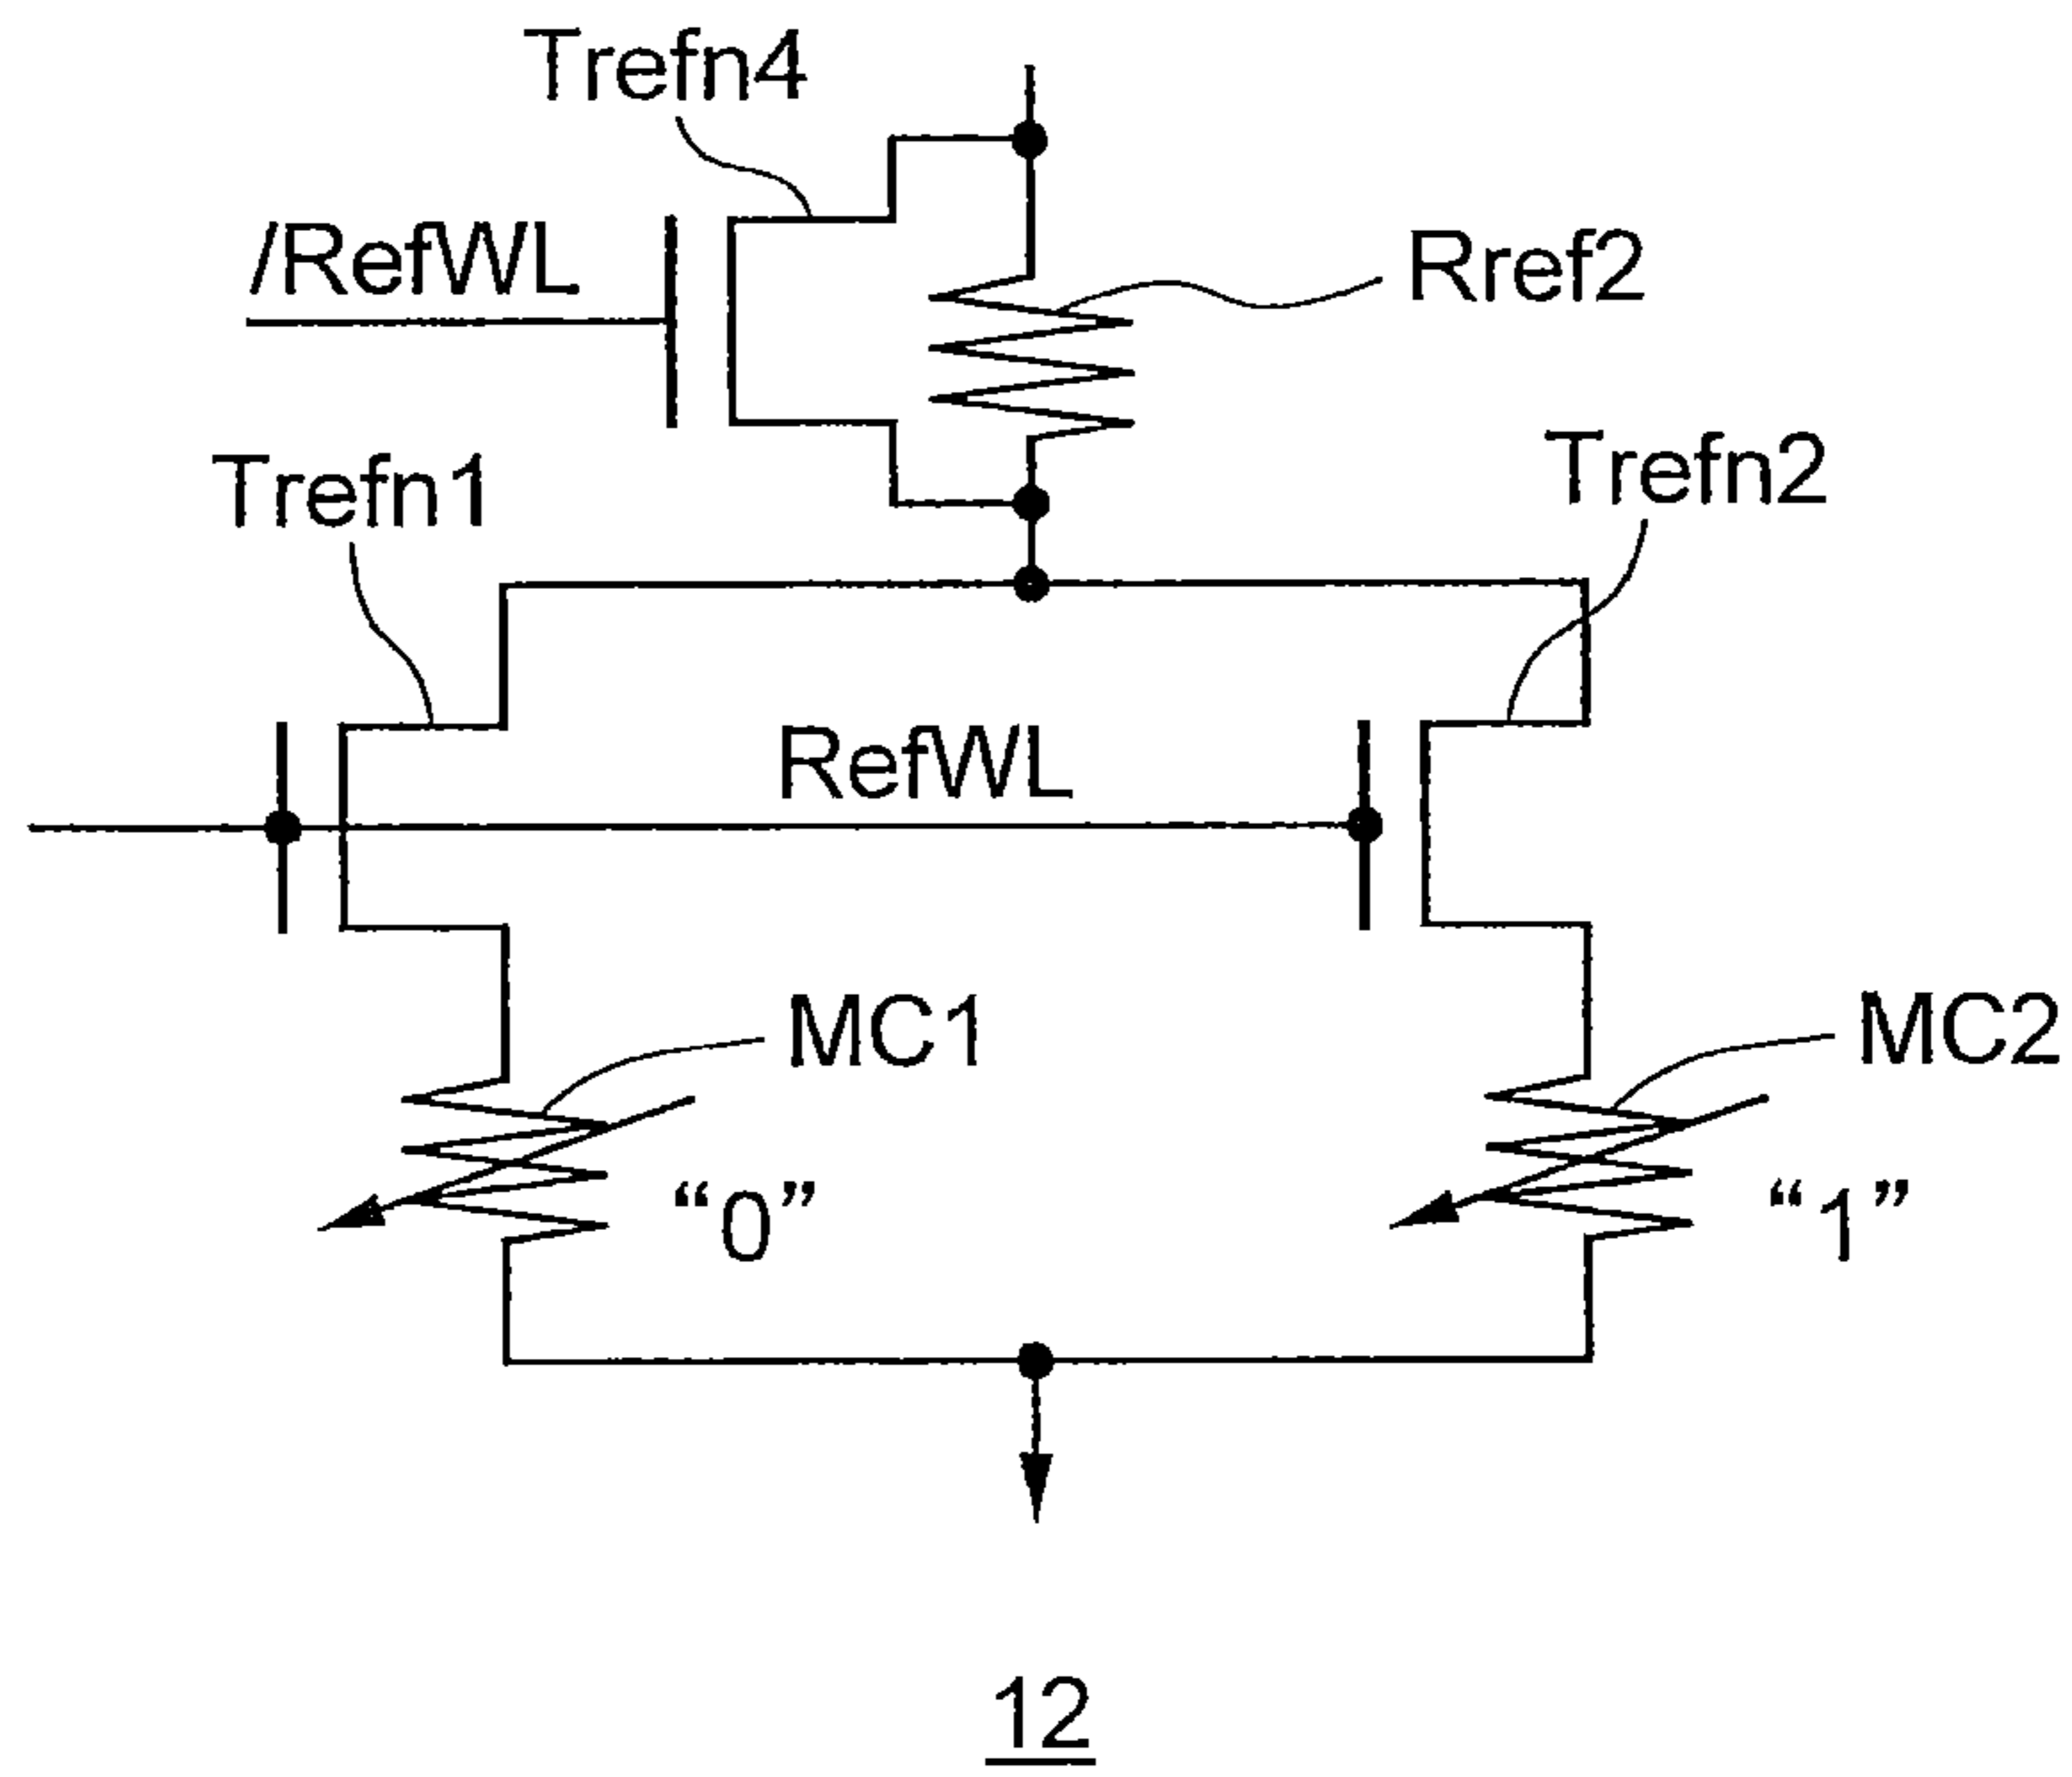 Trefn4
/RefWL
Rref2
Trefn1
Trefn2
RefWL
MC1
MC2
“0”
“1”
12